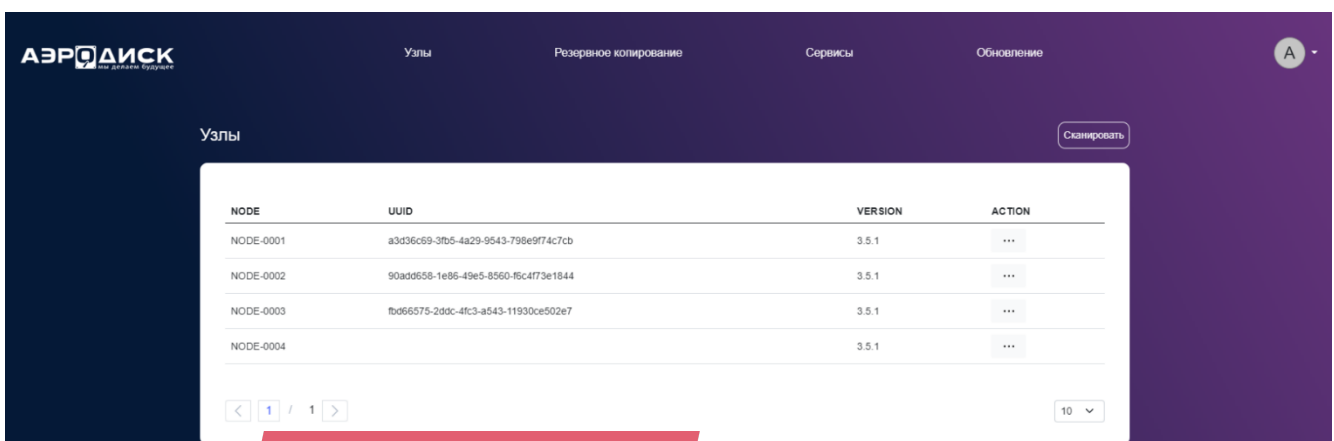 АЭРОДИСК
мы делаем будущее
Узлы Резервное копирование Сервисы Обновление A
Узлы Сканировать
NODE UUID VERSION ACTION
NODE-0001 a3d36c69-3fb5-4a29-9543-798e9f74c7cb 3.5.1 ...
NODE-0002 90add658-1e86-49e5-8560-f6c4f73e1844 3.5.1 ...
NODE-0003 fbd66575-2ddc-4fc3-a543-11930ce502e7 3.5.1 ...
NODE-0004 3.5.1 ...
< 1 / 1 > 10